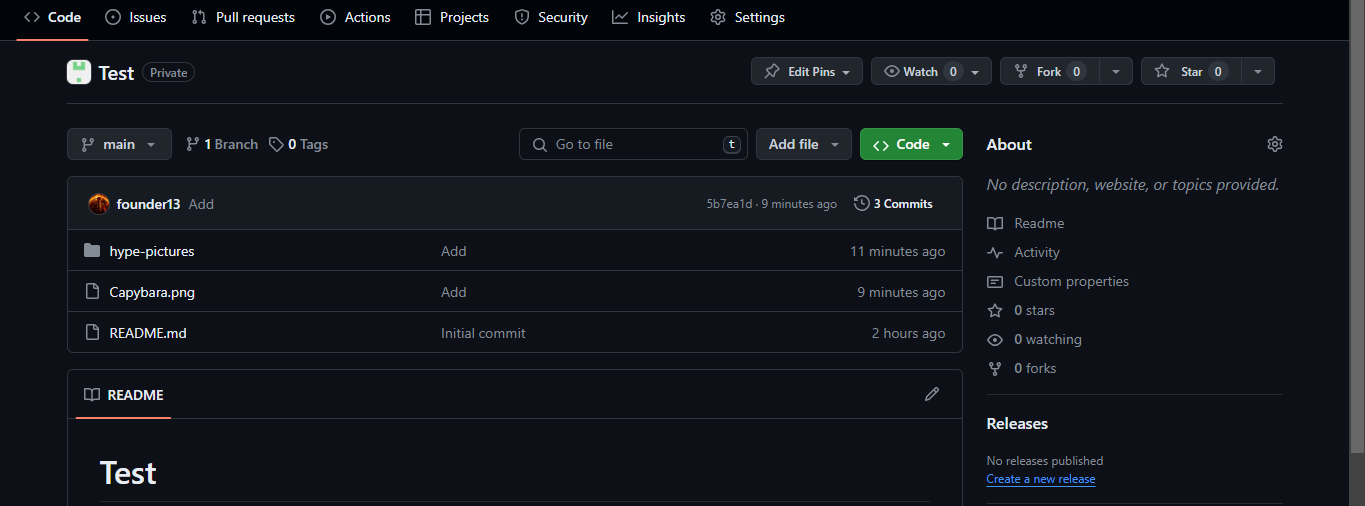 Code Issues Pull requests Actions Projects Security Insights Settings
Test Private Edit Pins Watch 0 Fork 0 Star 0
main 1 Branch 0 Tags Go to file t Add file Code
founder13 Add 5b7ea1d · 9 minutes ago 3 Commits
hype-pictures Add 11 minutes ago
Capybara.png Add 9 minutes ago
README.md Initial commit 2 hours ago
README
Test
About
No description, website, or topics provided.
Readme
Activity
Custom properties
0 stars
0 watching
0 forks
Releases
No releases published
Create a new release